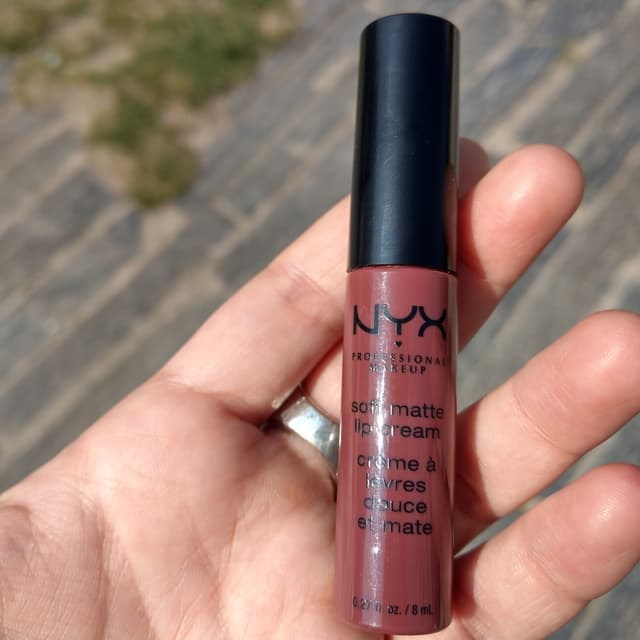 NYX
PROFESSIONAL
MAKEUP
soft matte
lip cream
crème à
lèvres
douce
et mate
0.27 fl. oz. / 8 mL